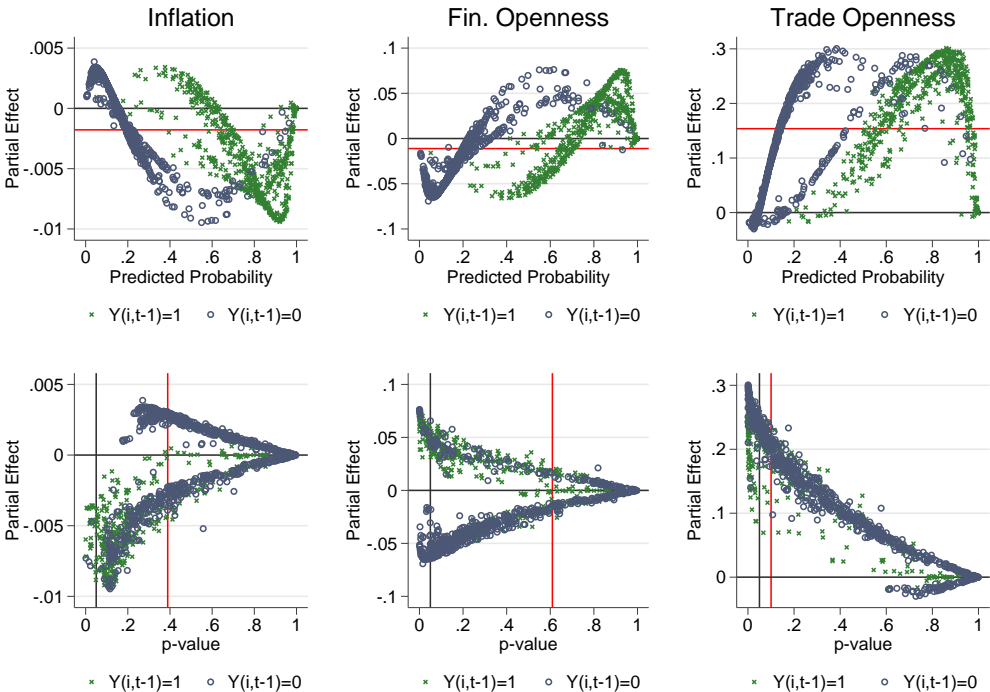 Inflation
Fin. Openness
Trade Openness
Partial Effect
.005
0
-.005
-.01
0 .2 .4 .6 .8 1
Predicted Probability
Y(i,t-1)=1 Y(i,t-1)=0
Partial Effect
.1
.05
0
-.05
-.1
0 .2 .4 .6 .8 1
Predicted Probability
Y(i,t-1)=1 Y(i,t-1)=0
Partial Effect
.3
.2
.1
0
0 .2 .4 .6 .8 1
Predicted Probability
Y(i,t-1)=1 Y(i,t-1)=0
Partial Effect
.005
0
-.005
-.01
0 .2 .4 .6 .8 1
p-value
Y(i,t-1)=1 Y(i,t-1)=0
Partial Effect
.1
.05
0
-.05
-.1
0 .2 .4 .6 .8 1
p-value
Y(i,t-1)=1 Y(i,t-1)=0
Partial Effect
.3
.2
.1
0
0 .2 .4 .6 .8 1
p-value
Y(i,t-1)=1 Y(i,t-1)=0